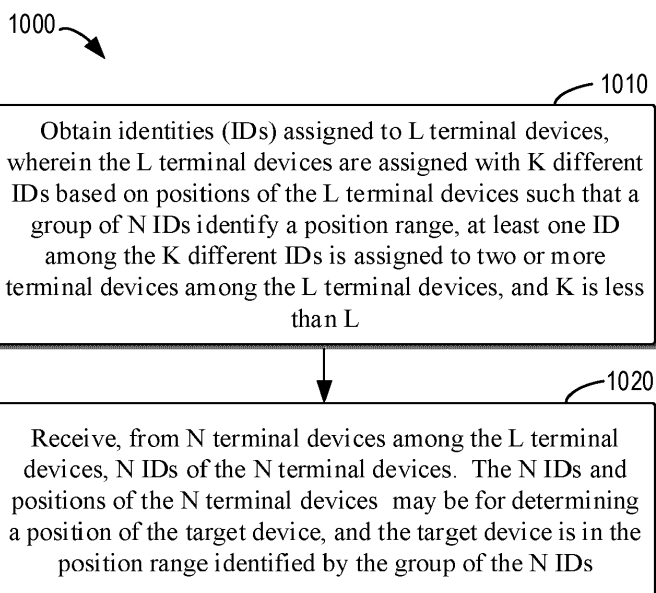 1000
1010
Obtain identities (IDs) assigned to L terminal devices,
wherein the L terminal devices are assigned with K different
IDs based on positions of the L terminal devices such that a
group of N IDs identify a position range, at least one ID
among the K different IDs is assigned to two or more
terminal devices among the L terminal devices, and K is less
than L
1020
Receive, from N terminal devices among the L terminal
devices, N IDs of the N terminal devices. The N IDs and
positions of the N terminal devices may be for determining
a position of the target device, and the target device is in the
position range identified by the group of the N IDs